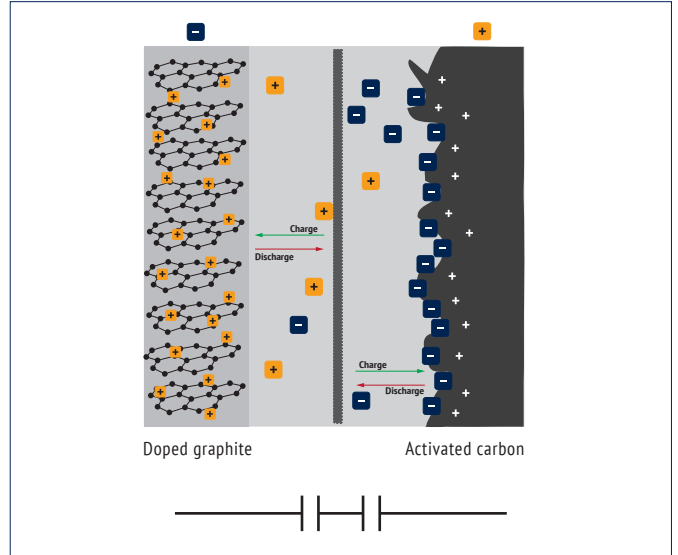 Charge
Discharge
Charge
Discharge
Doped graphite
Activated carbon